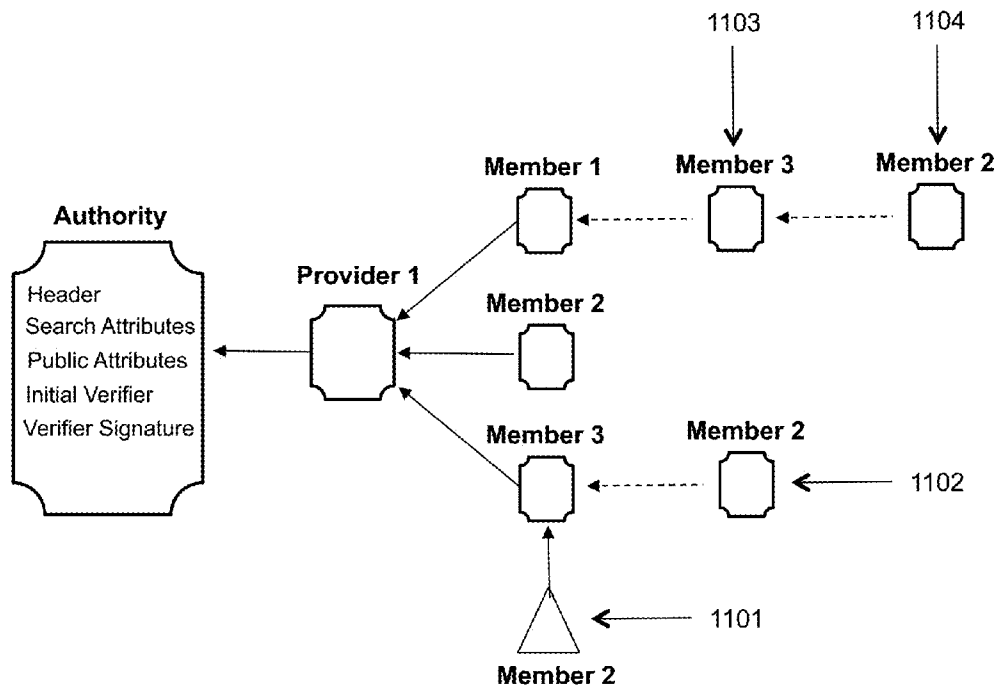 1103
1104
Member 1
Member 3
Member 2
Authority
Provider 1
Header
Search Attributes
Public Attributes
Initial Verifier
Verifier Signature
Member 2
Member 3
Member 2
1102
1101
Member 2